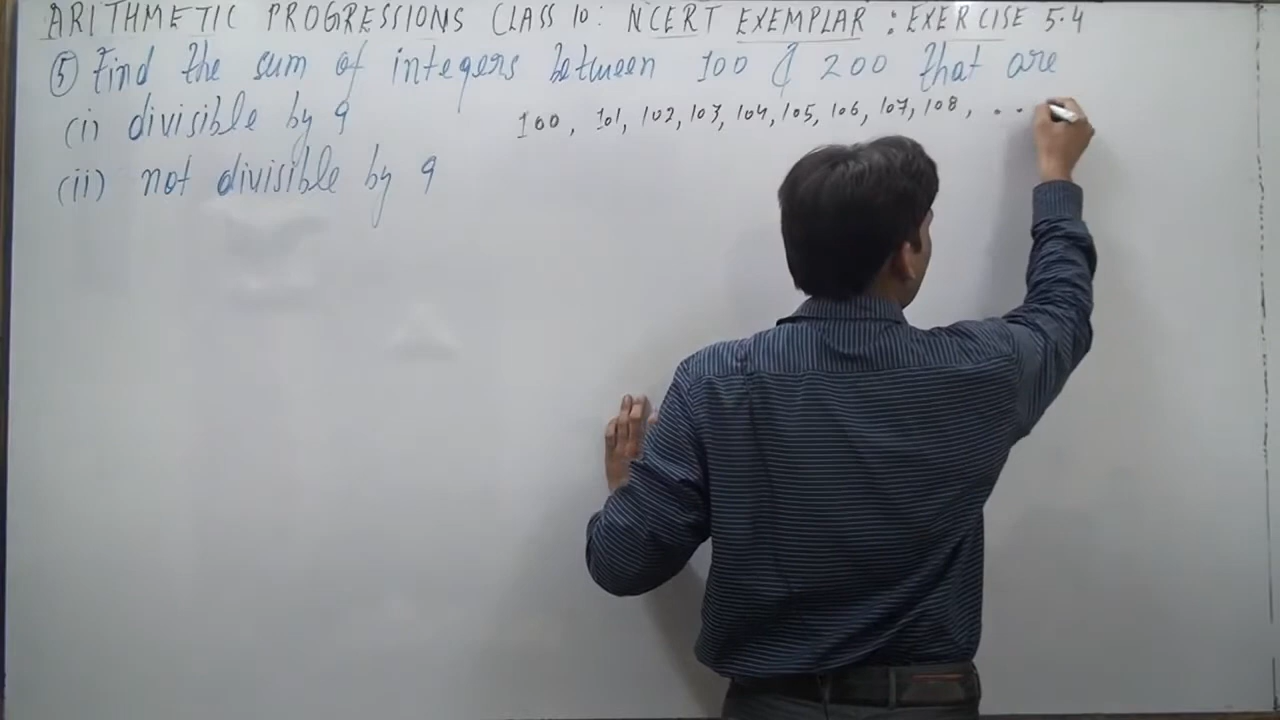 ARITHMETIC PROGRESSIONS CLASS 10: NCERT EXEMPLAR : EXERCISE 5.4
⑤ Find the sum of integers between 100 & 200 that are
(i) divisible by 9
100, 101, 102, 103, 104, 105, 106, 107, 108, . . .
(ii) not divisible by 9